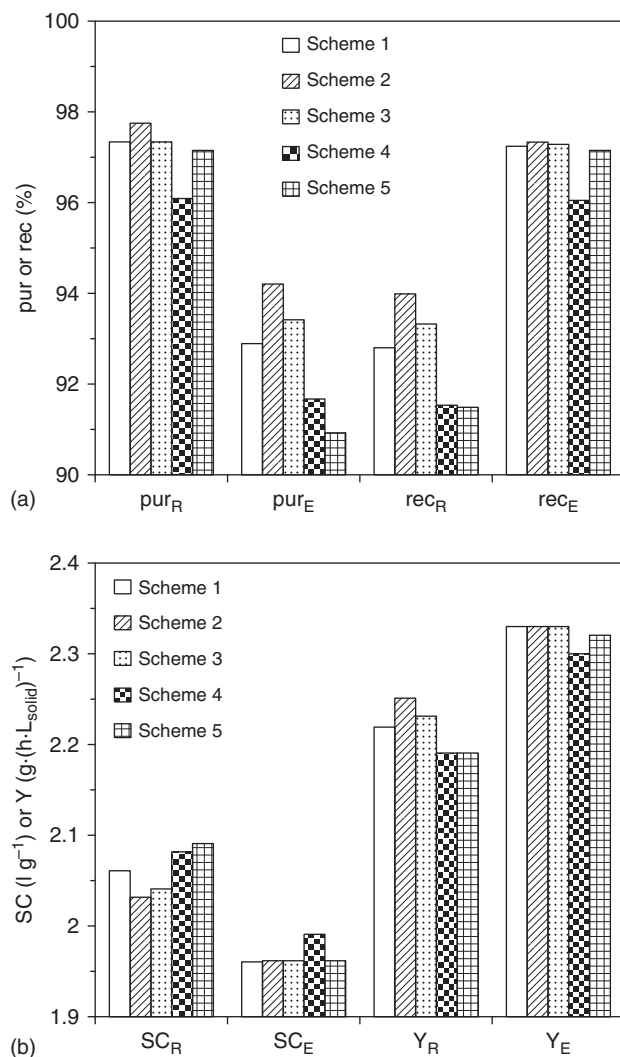 100
98
96
94
92
90
pur or rec (%)
Scheme 1
Scheme 2
Scheme 3
Scheme 4
Scheme 5
(a)
pur_R pur_E rec_R rec_E
2.4
2.3
2.2
2.1
2
1.9
SC (l g⁻¹) or Y (g·(h·L_solid)⁻¹)
Scheme 1
Scheme 2
Scheme 3
Scheme 4
Scheme 5
(b)
SC_R SC_E Y_R Y_E